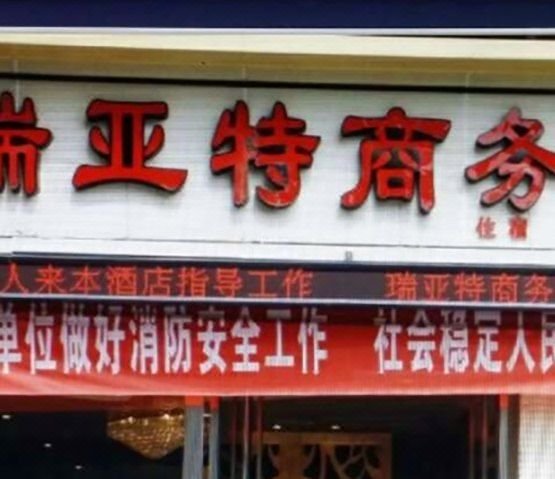 瑞亚特商务
住宿
人来本酒店指导工作 瑞亚特商务
单位做好消防安全工作 社会稳定人民